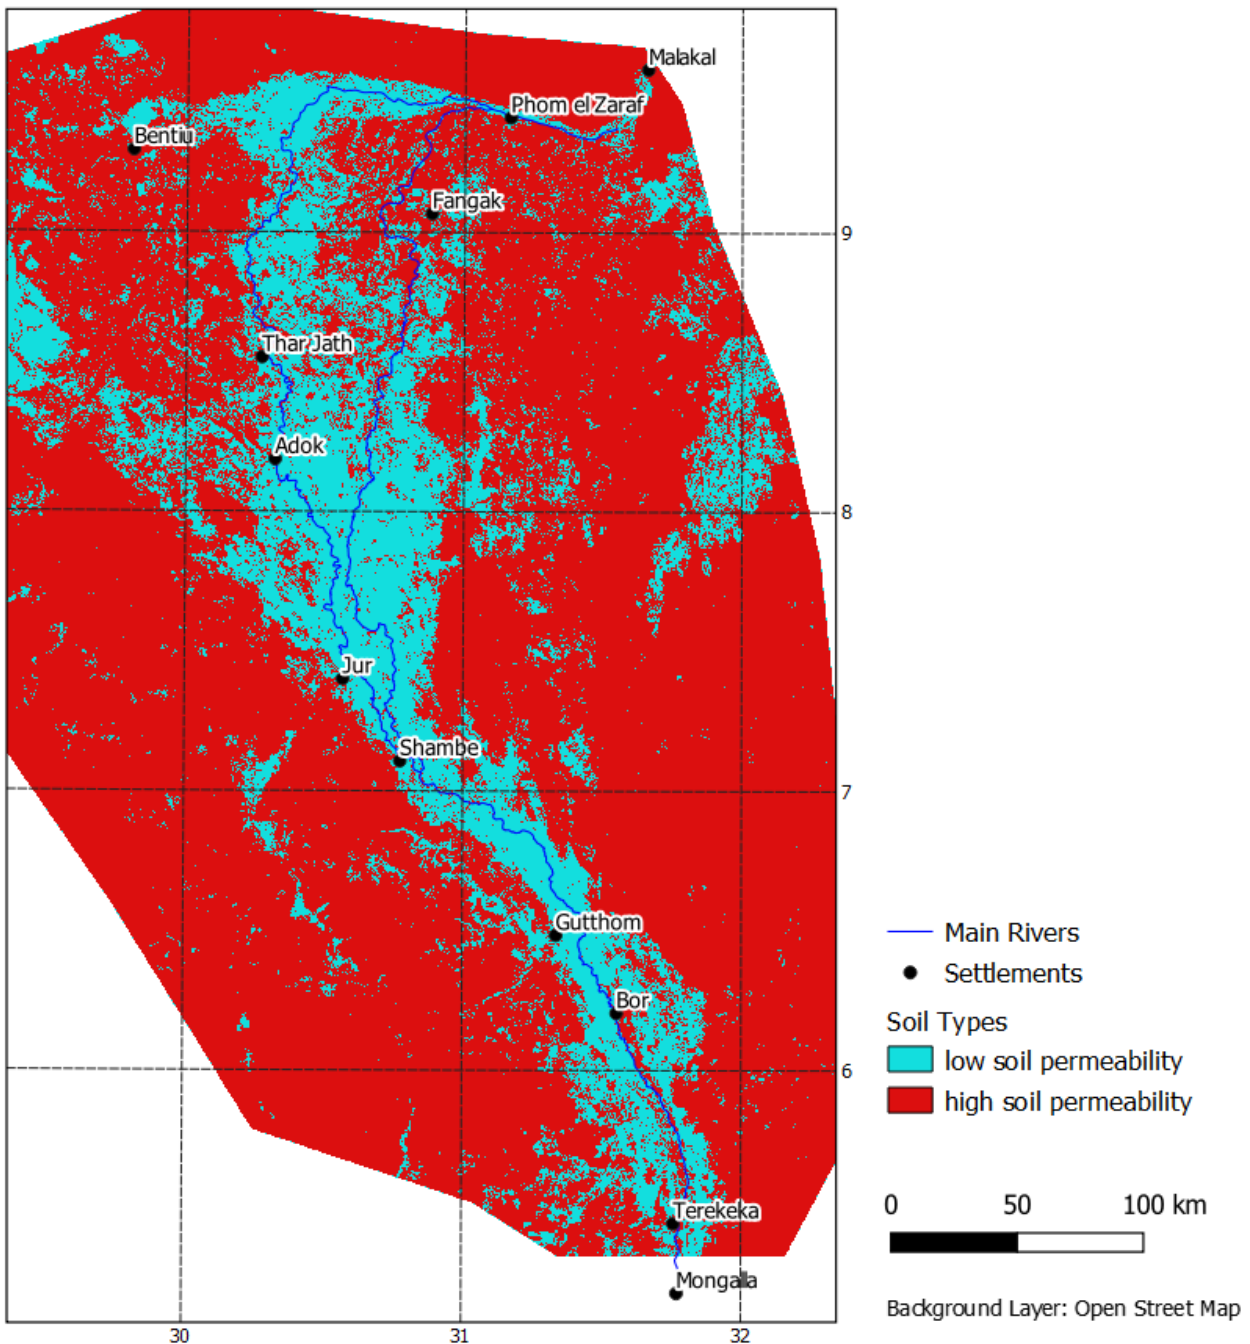 Malakal
Phom el Zaraf
Bentiu
Fangak
9
Thar Jath
Adok
8
Jur
Shambe
7
Gutthom
Main Rivers
Settlements
Bor
Soil Types
low soil permeability
6
high soil permeability
0 50 100 km
Terekeka
Mongalla
Background Layer: Open Street Map
30 31 32